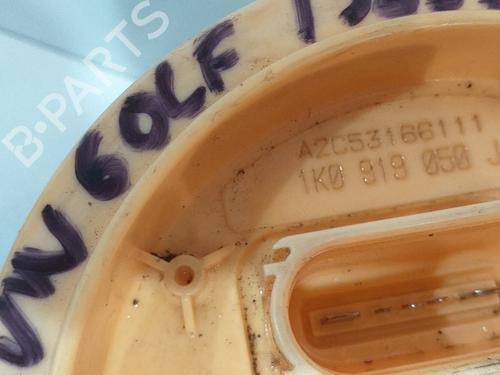 B-PARTS
VW GOLF
A2C53166111
1K0 919 050 J